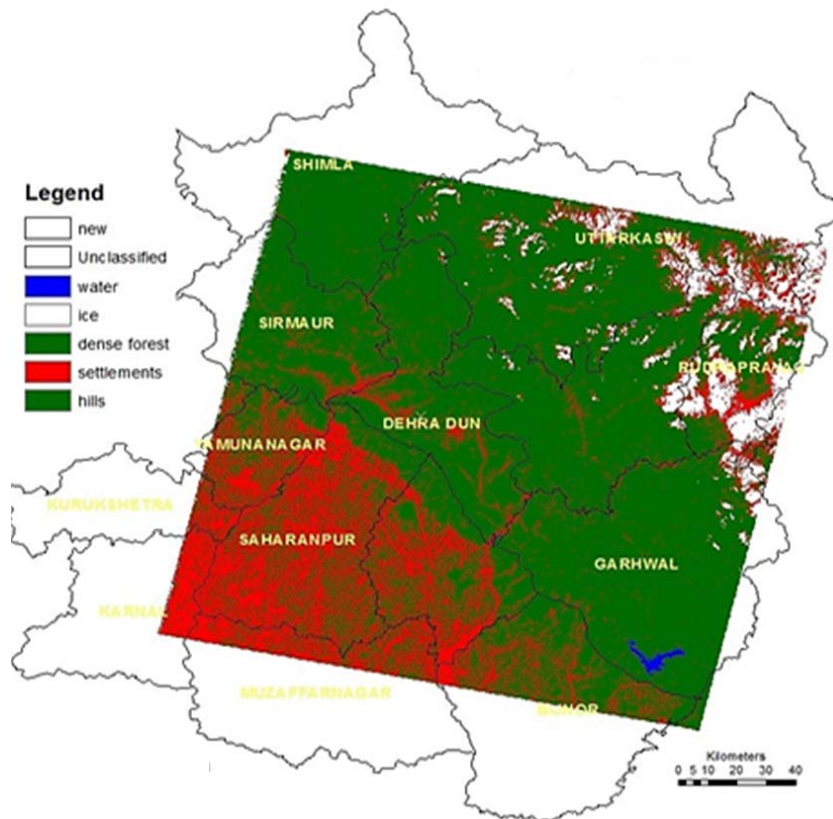 SHIMLA
Legend
new
Unclassified
water
ice
dense forest
settlements
hills
UTTARKASHI
SIRMAUR
RUDRAPRAYAG
DEHRA DUN
YAMUNANAGAR
KURUKSHETRA
SAHARANPUR
GARHWAL
KARNAL
MUZAFFARNAGAR
BIJNOR
Kilometers
0 5 10 20 30 40